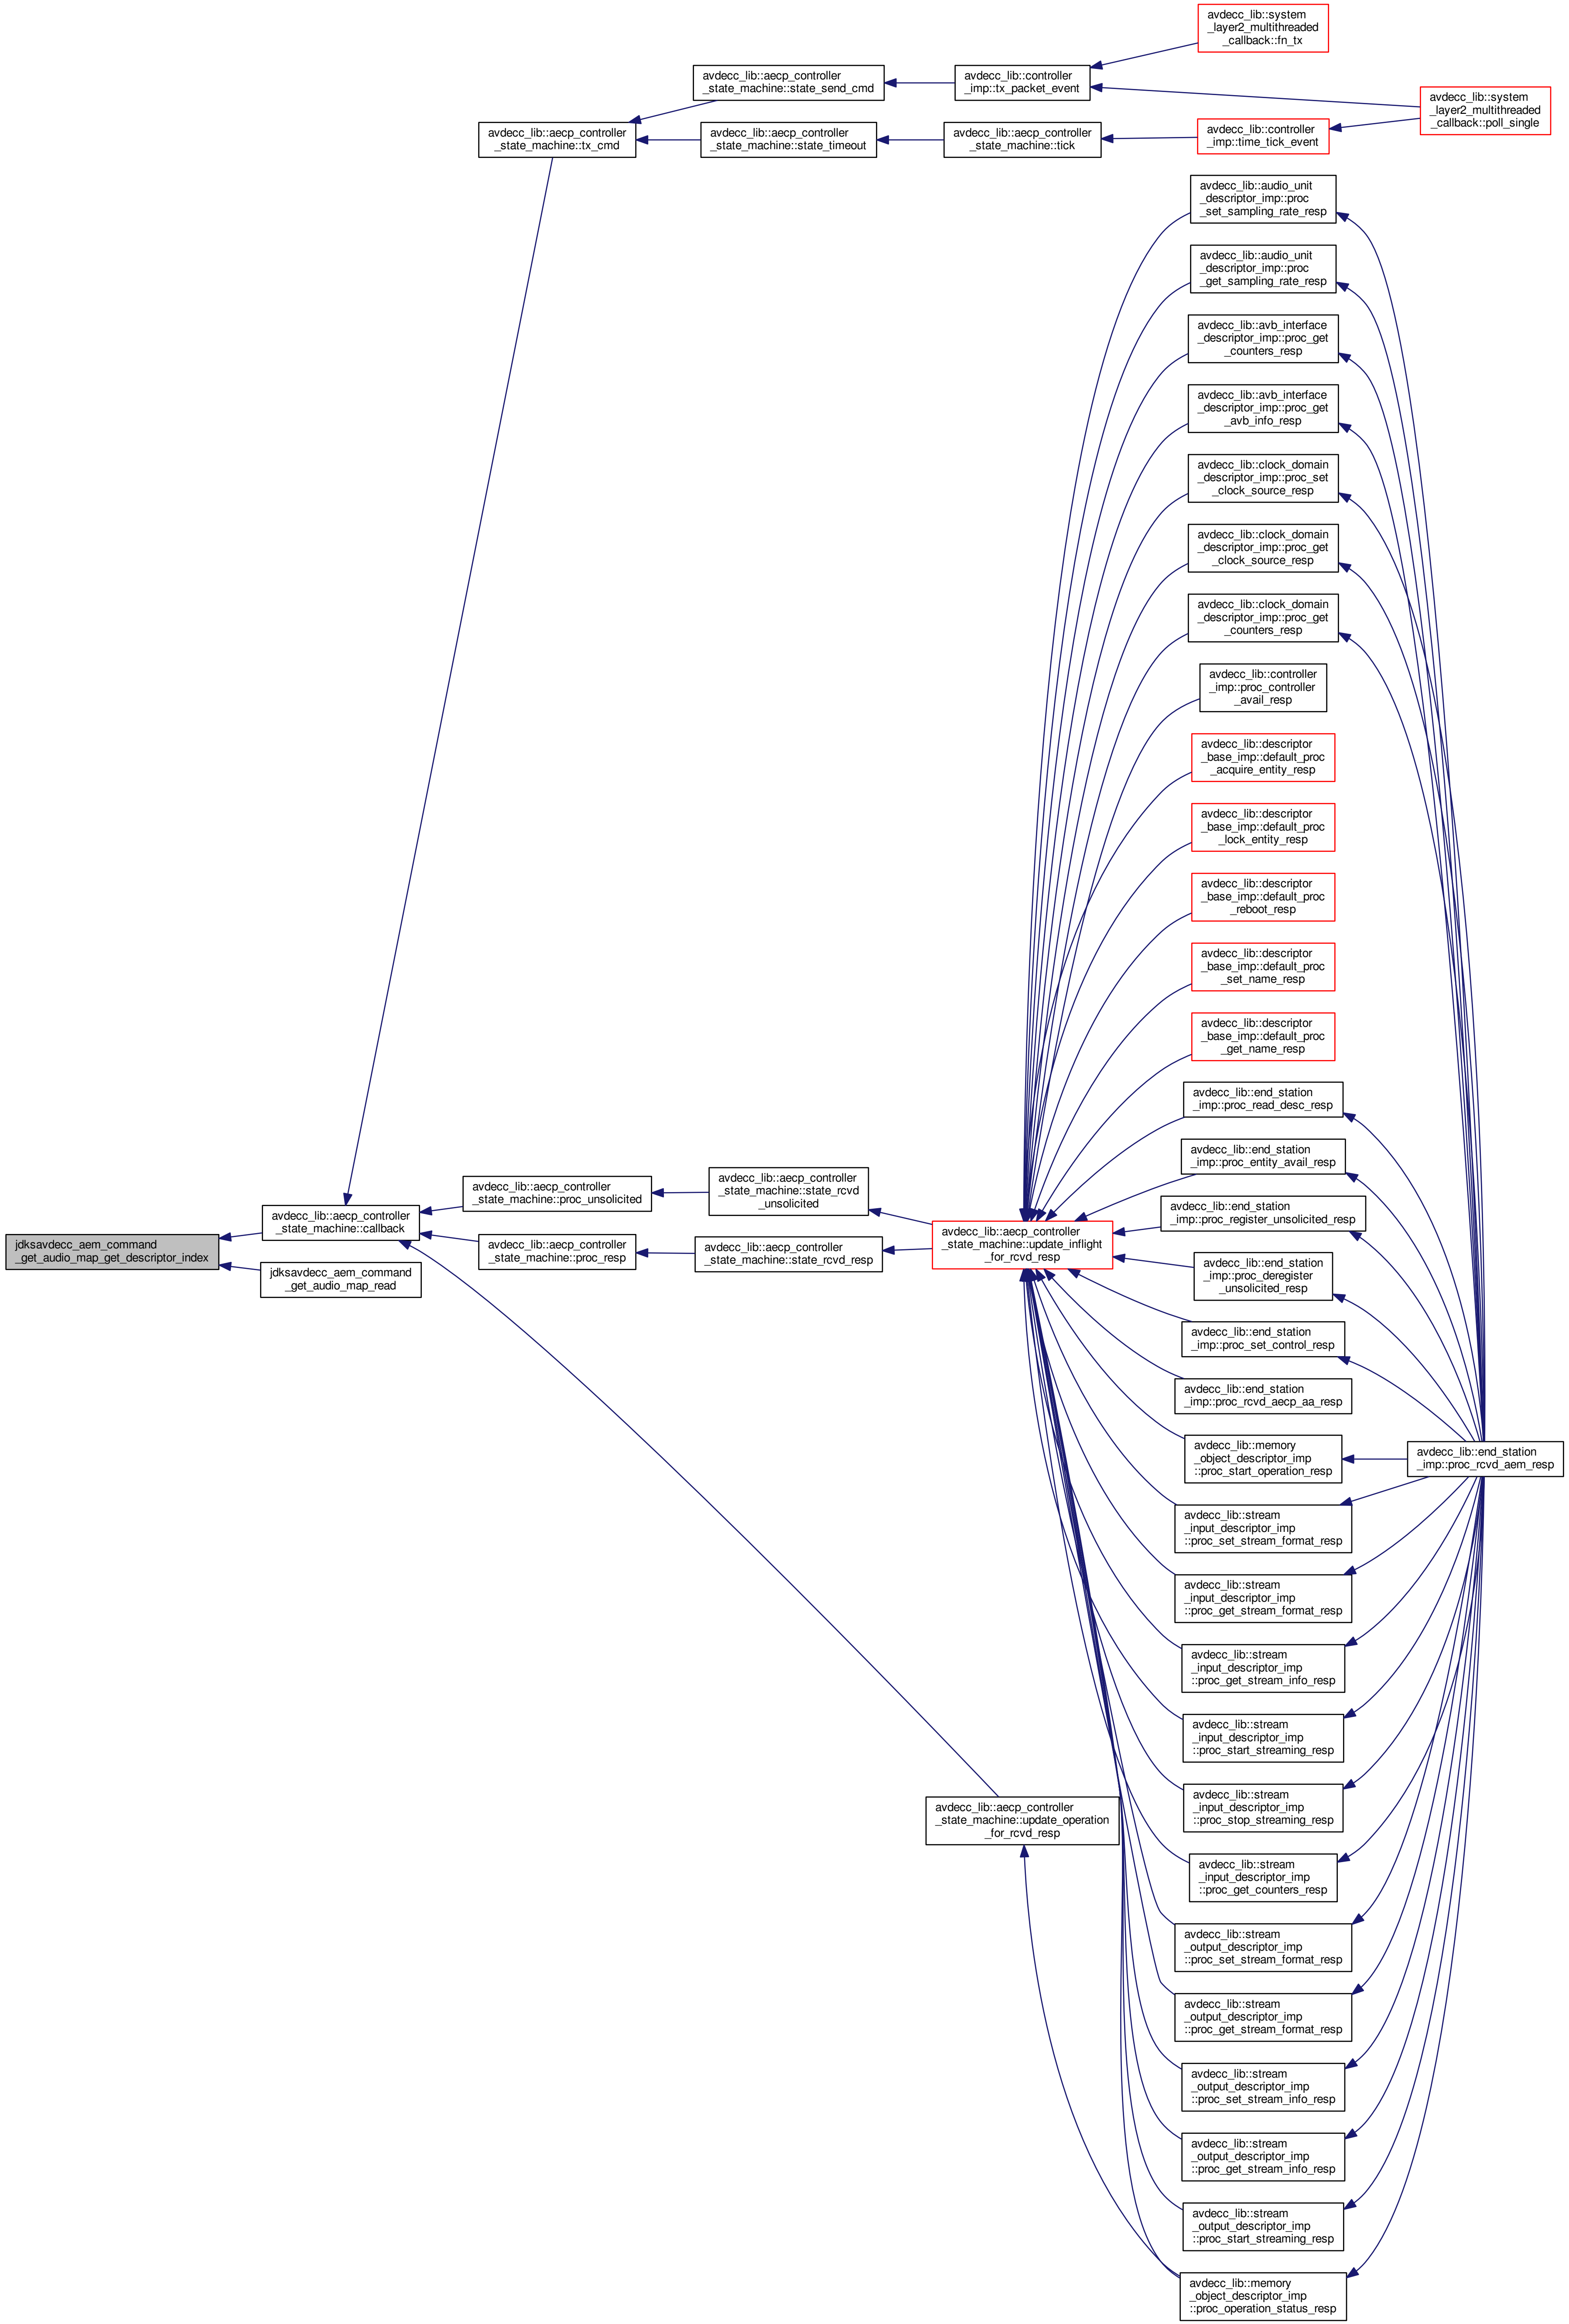 avdecc_lib::system
_layer2_multithreaded
_callback::fn_tx
avdecc_lib::aecp_controller
_state_machine::state_send_cmd
avdecc_lib::controller
_imp::tx_packet_event
avdecc_lib::system
_layer2_multithreaded
_callback::poll_single
avdecc_lib::aecp_controller
_state_machine::tx_cmd
avdecc_lib::aecp_controller
_state_machine::state_timeout
avdecc_lib::aecp_controller
_state_machine::tick
avdecc_lib::controller
_imp::time_tick_event
avdecc_lib::audio_unit
_descriptor_imp::proc
_set_sampling_rate_resp
avdecc_lib::audio_unit
_descriptor_imp::proc
_get_sampling_rate_resp
avdecc_lib::avb_interface
_descriptor_imp::proc_get
_counters_resp
avdecc_lib::avb_interface
_descriptor_imp::proc_get
_avb_info_resp
avdecc_lib::clock_domain
_descriptor_imp::proc_set
_clock_source_resp
avdecc_lib::clock_domain
_descriptor_imp::proc_get
_clock_source_resp
avdecc_lib::clock_domain
_descriptor_imp::proc_get
_counters_resp
avdecc_lib::controller
_imp::proc_controller
_avail_resp
avdecc_lib::descriptor
_base_imp::default_proc
_acquire_entity_resp
avdecc_lib::descriptor
_base_imp::default_proc
_lock_entity_resp
avdecc_lib::descriptor
_base_imp::default_proc
_reboot_resp
avdecc_lib::descriptor
_base_imp::default_proc
_set_name_resp
avdecc_lib::descriptor
_base_imp::default_proc
_get_name_resp
avdecc_lib::end_station
_imp::proc_read_desc_resp
avdecc_lib::end_station
_imp::proc_entity_avail_resp
avdecc_lib::aecp_controller
_state_machine::proc_unsolicited
avdecc_lib::aecp_controller
_state_machine::state_rcvd
_unsolicited
avdecc_lib::end_station
_imp::proc_register_unsolicited_resp
avdecc_lib::aecp_controller
_state_machine::callback
jdksavdecc_aem_command
_get_audio_map_get_descriptor_index
jdksavdecc_aem_command
_get_audio_map_read
avdecc_lib::aecp_controller
_state_machine::proc_resp
avdecc_lib::aecp_controller
_state_machine::state_rcvd_resp
avdecc_lib::aecp_controller
_state_machine::update_inflight
_for_rcvd_resp
avdecc_lib::end_station
_imp::proc_deregister
_unsolicited_resp
avdecc_lib::end_station
_imp::proc_set_control_resp
avdecc_lib::end_station
_imp::proc_rcvd_aecp_aa_resp
avdecc_lib::memory
_object_descriptor_imp
::proc_start_operation_resp
avdecc_lib::end_station
_imp::proc_rcvd_aem_resp
avdecc_lib::stream
_input_descriptor_imp
::proc_set_stream_format_resp
avdecc_lib::stream
_input_descriptor_imp
::proc_get_stream_format_resp
avdecc_lib::stream
_input_descriptor_imp
::proc_get_stream_info_resp
avdecc_lib::stream
_input_descriptor_imp
::proc_start_streaming_resp
avdecc_lib::stream
_input_descriptor_imp
::proc_stop_streaming_resp
avdecc_lib::aecp_controller
_state_machine::update_operation
_for_rcvd_resp
avdecc_lib::stream
_input_descriptor_imp
::proc_get_counters_resp
avdecc_lib::stream
_output_descriptor_imp
::proc_set_stream_format_resp
avdecc_lib::stream
_output_descriptor_imp
::proc_get_stream_format_resp
avdecc_lib::stream
_output_descriptor_imp
::proc_set_stream_info_resp
avdecc_lib::stream
_output_descriptor_imp
::proc_get_stream_info_resp
avdecc_lib::stream
_output_descriptor_imp
::proc_start_streaming_resp
avdecc_lib::memory
_object_descriptor_imp
::proc_operation_status_resp